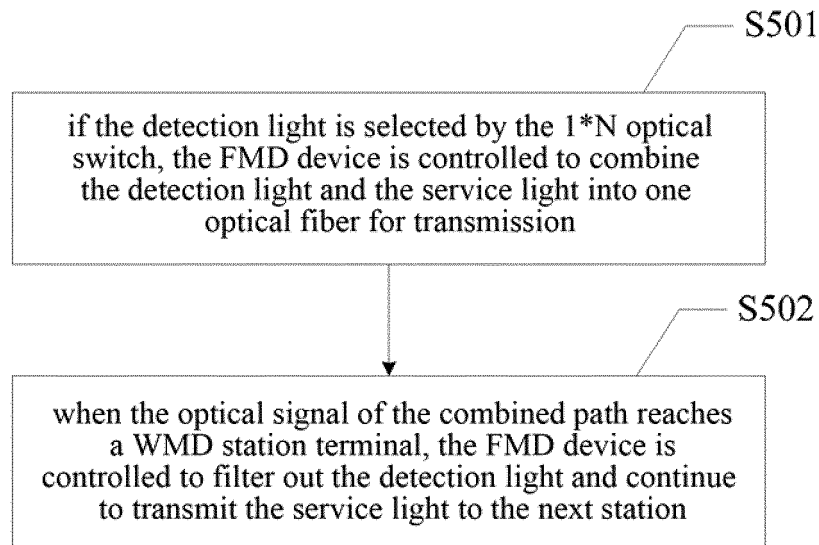 S501
if the detection light is selected by the 1*N optical
switch, the FMD device is controlled to combine
the detection light and the service light into one
optical fiber for transmission
S502
when the optical signal of the combined path reaches
a WMD station terminal, the FMD device is
controlled to filter out the detection light and continue
to transmit the service light to the next station